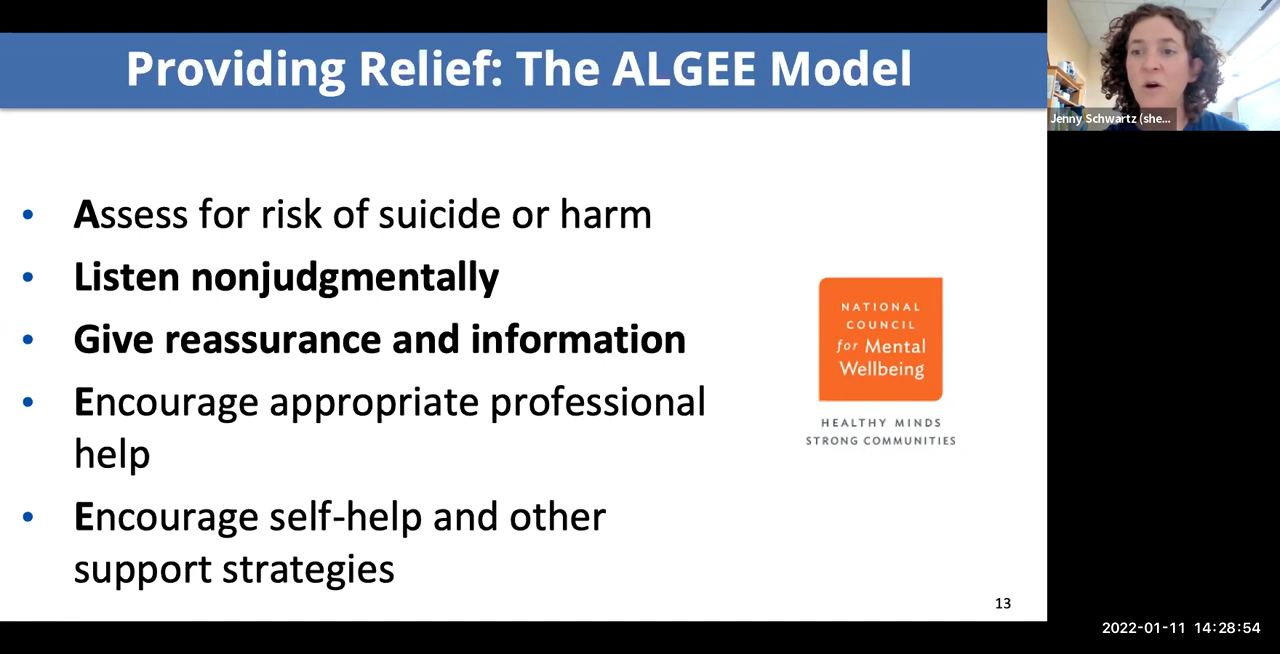 Providing Relief: The ALGEE Model
Jenny Schwartz (she...
• Assess for risk of suicide or harm
• Listen nonjudgmentally
• Give reassurance and information
• Encourage appropriate professional
help
• Encourage self-help and other
support strategies
NATIONAL
COUNCIL
for Mental
Wellbeing
HEALTHY MINDS
STRONG COMMUNITIES
13
2022-01-11 14:28:54